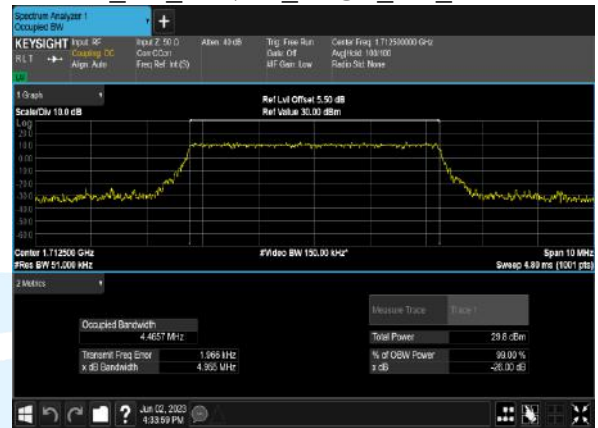 Spectrum Analyzer 1
Occupied BW
KEYSIGHT Input: RF Input Z: 50 Ω Atten: 40 dB Trig: Free Run Center Freq: 1.712500000 GHz
RLT Coupling: DC Corr CCorr Gate: Off Avg|Hold: 100/100
Align: Auto Freq Ref: Int (S) #IF Gain: Low Radio Std: None
1 Graph
Scale/Div 10.0 dB Ref Lvl Offset 5.50 dB
Ref Value 30.00 dBm
Log
20.0
10.0
0.00
-10.0
-20.0
-30.0
-40.0
-50.0
-60.0
Center 1.712500 GHz #Video BW 150.00 kHz* Span 10 MHz
#Res BW 51.000 kHz Sweep 4.80 ms (1001 pts)
2 Metrics
Measure Trace Trace 1
Occupied Bandwidth
4.4657 MHz Total Power 29.8 dBm
Transmit Freq Error 1.966 kHz % of OBW Power 99.00 %
x dB Bandwidth 4.955 MHz x dB -26.00 dB
Jun 02, 2023
4:33:59 PM